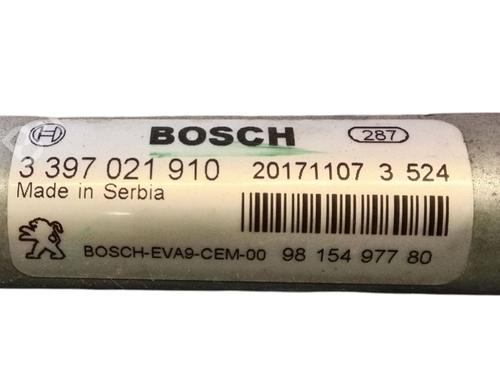 BOSCH 287
3 397 021 910 20171107 3 524
Made in Serbia
BOSCH-EVA9-CEM-00 98 154 977 80